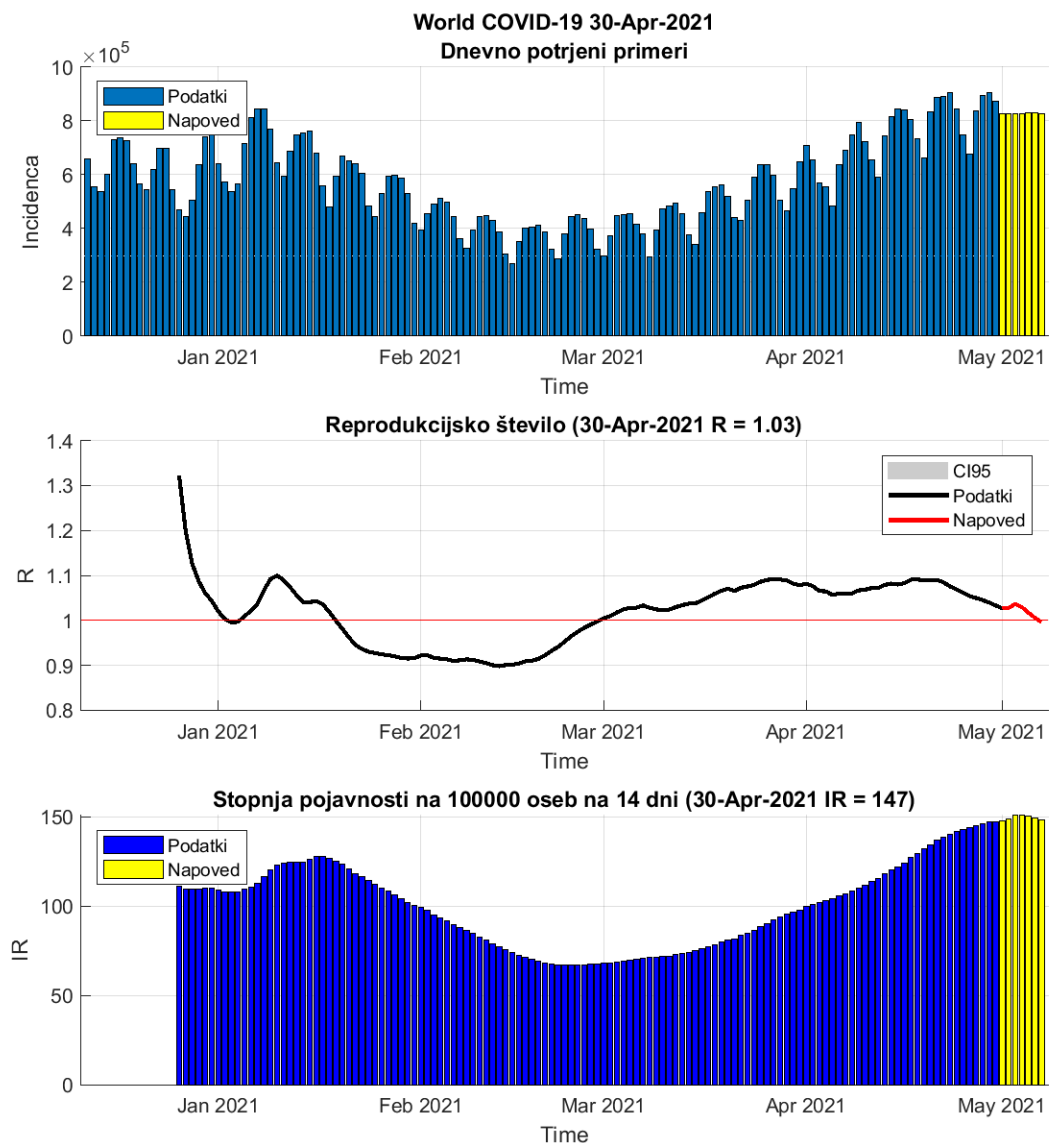 World COVID-19 30-Apr-2021
Dnevno potrjeni primeri
×10^5
10
8
6
4
2
0
Incidenca
Podatki
Napoved
Jan 2021 Feb 2021 Mar 2021 Apr 2021 May 2021
Time
Reprodukcijsko število (30-Apr-2021 R = 1.03)
1.4
1.3
1.2
1.1
1
0.9
0.8
R
CI95
Podatki
Napoved
Jan 2021 Feb 2021 Mar 2021 Apr 2021 May 2021
Time
Stopnja pojavnosti na 100000 oseb na 14 dni (30-Apr-2021 IR = 147)
150
100
50
0
IR
Podatki
Napoved
Jan 2021 Feb 2021 Mar 2021 Apr 2021 May 2021
Time